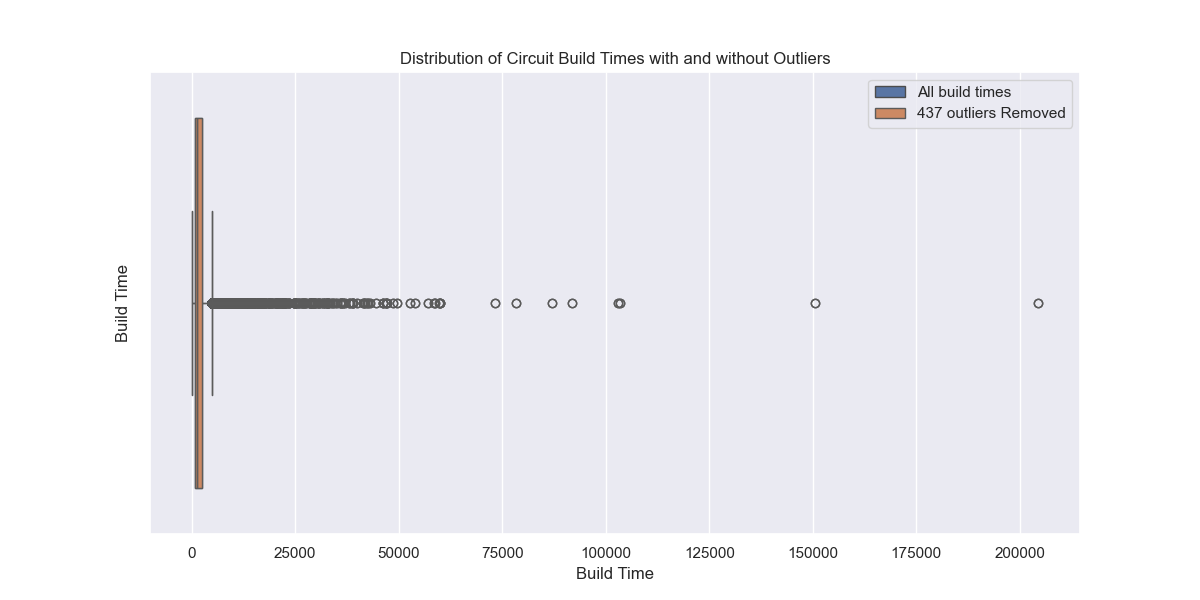 Distribution of Circuit Build Times with and without Outliers
All build times
437 outliers Removed
Build Time
0 25000 50000 75000 100000 125000 150000 175000 200000
Build Time